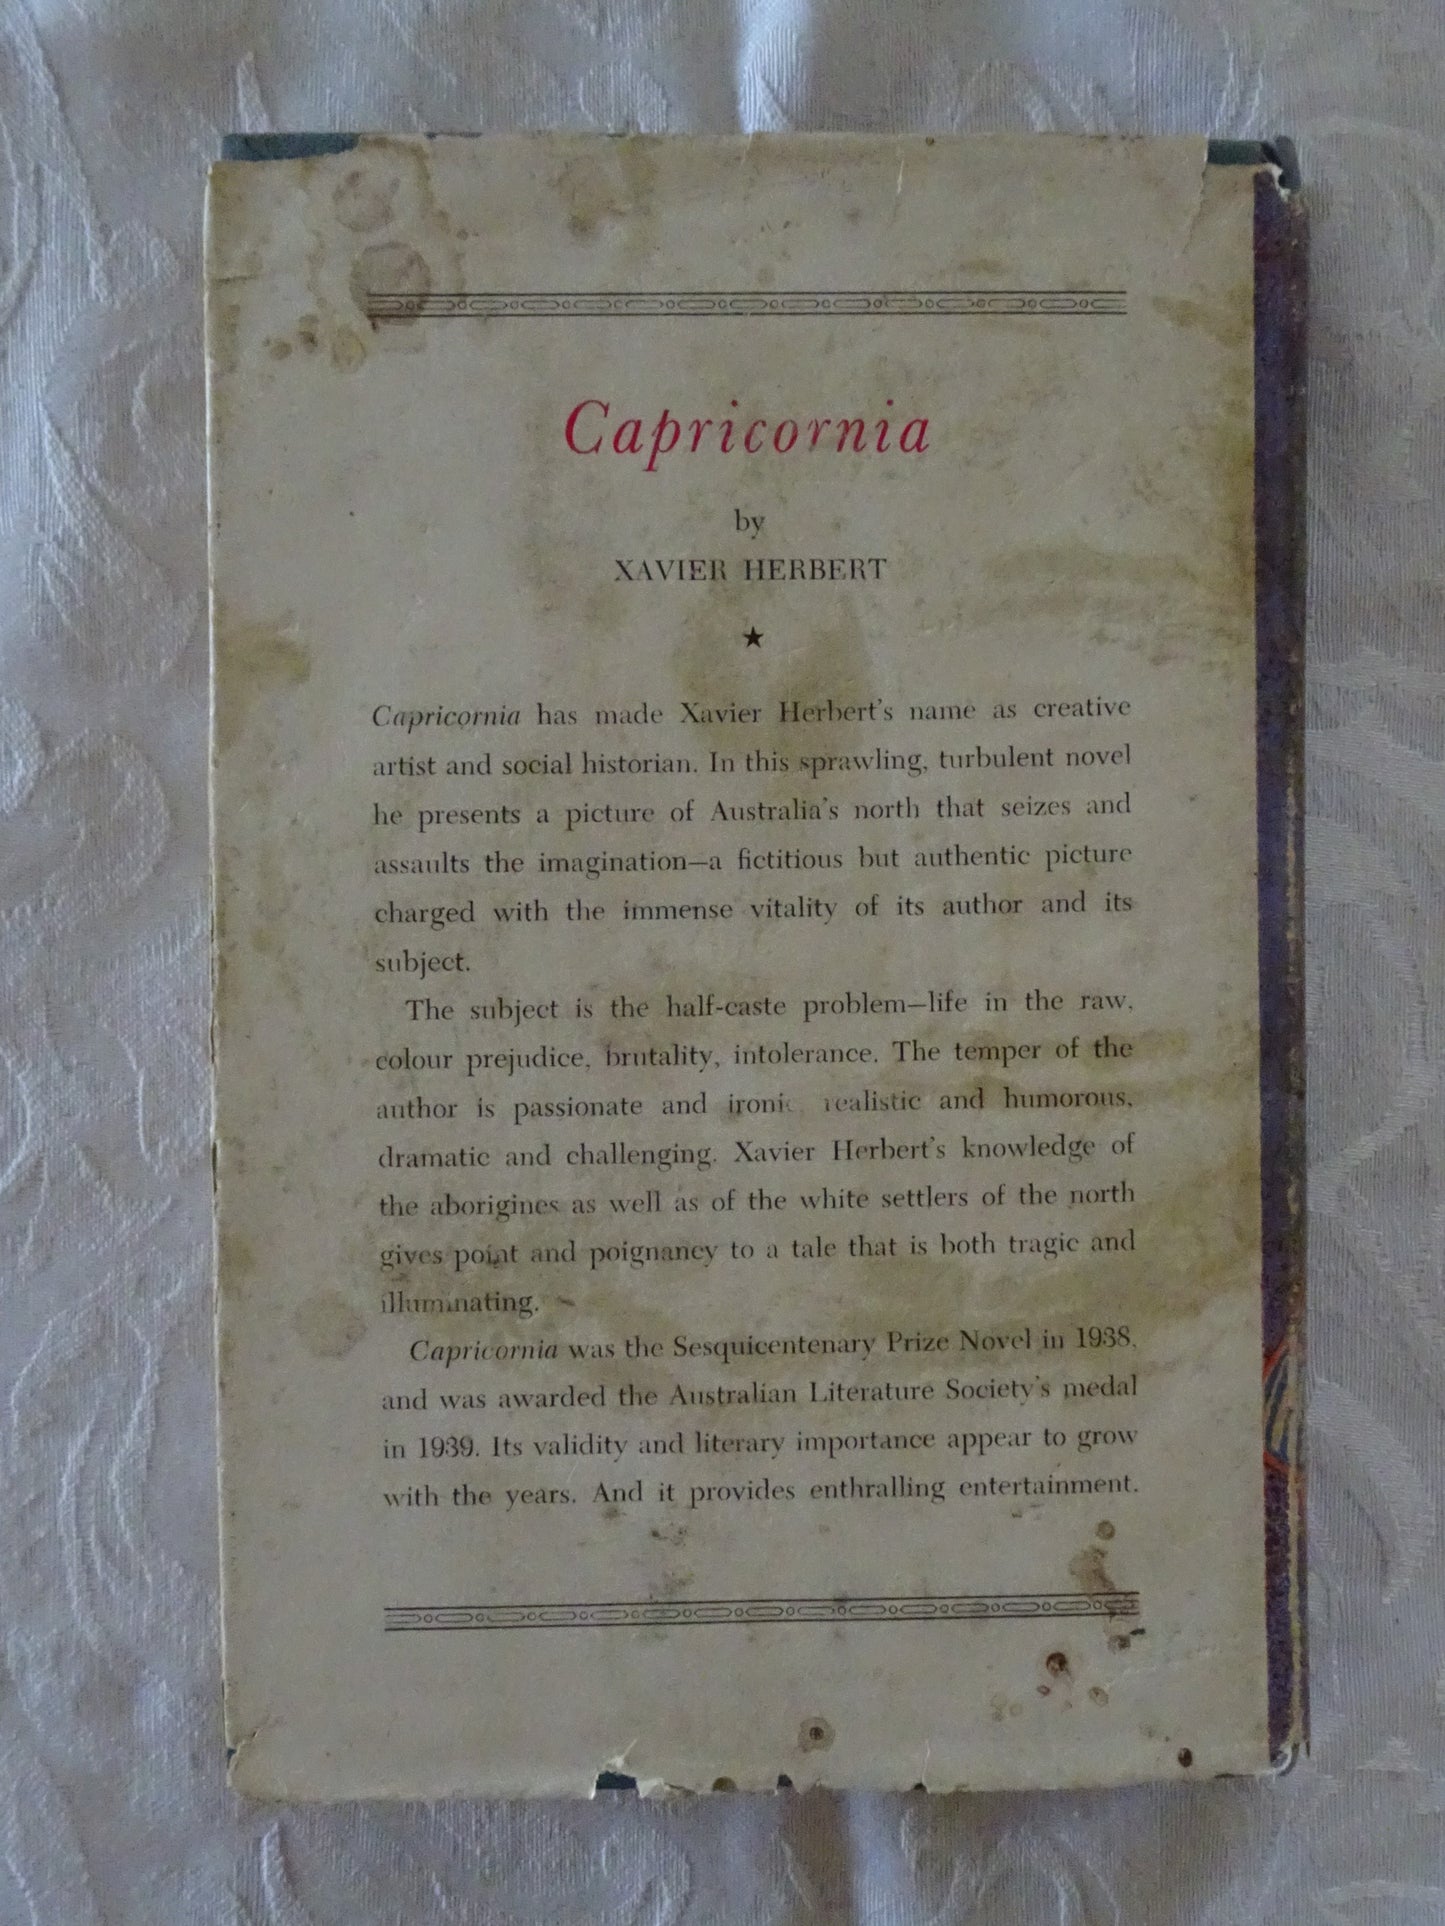 Capricornia
by
XAVIER HERBERT
★
Capricornia has made Xavier Herbert's name as creative
artist and social historian. In this sprawling, turbulent novel
he presents a picture of Australia's north that seizes and
assaults the imagination—a fictitious but authentic picture
charged with the immense vitality of its author and its
subject.
The subject is the half-caste problem—life in the raw,
colour prejudice, brutality, intolerance. The temper of the
author is passionate and ironic, realistic and humorous,
dramatic and challenging. Xavier Herbert's knowledge of
the aborigines as well as of the white settlers of the north
gives point and poignancy to a tale that is both tragic and
illuminating.
Capricornia was the Sesquicentenary Prize Novel in 1938,
and was awarded the Australian Literature Society's medal
in 1939. Its validity and literary importance appear to grow
with the years. And it provides enthralling entertainment.